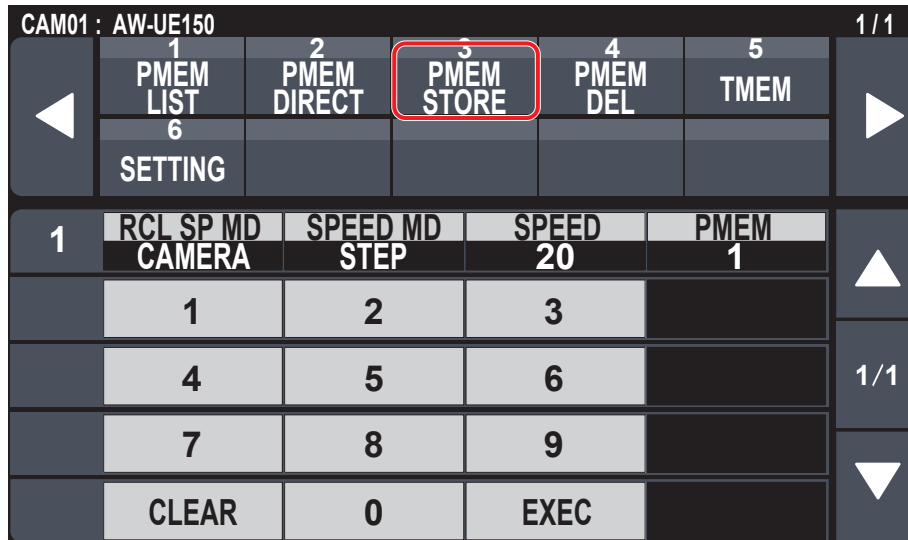 CAM01 : AW-UE150 1 / 1
1 2 3 4 5
PMEM LIST PMEM DIRECT PMEM STORE PMEM DEL TMEM
6
SETTING
1 RCL SP MD SPEED MD SPEED PMEM
CAMERA STEP 20 1
1 2 3
4 5 6 1/1
7 8 9
CLEAR 0 EXEC